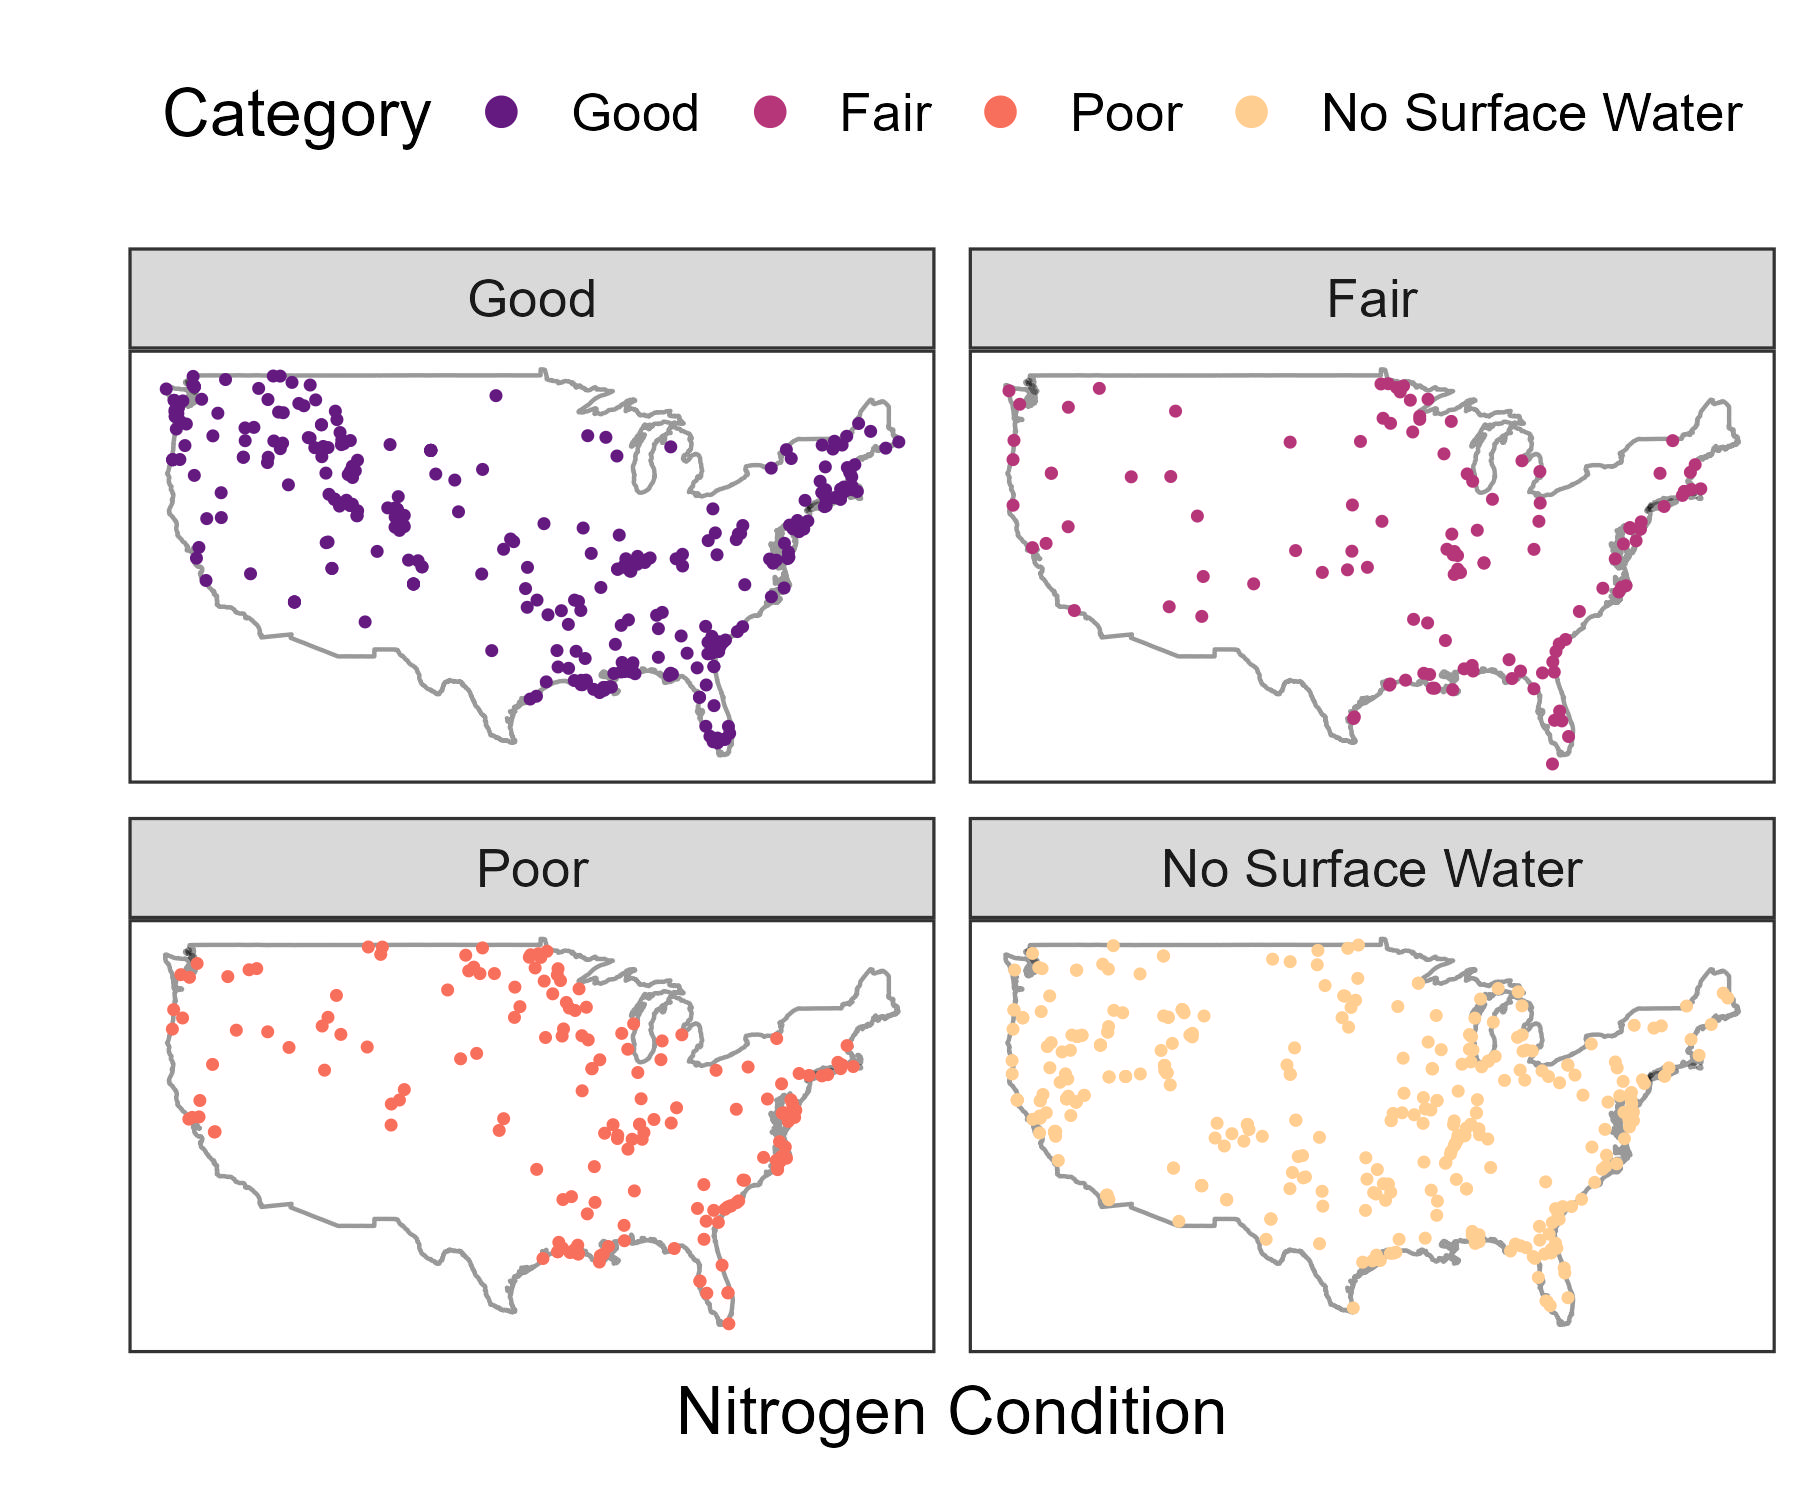 Category Good Fair Poor No Surface Water
Good
Fair
Poor
No Surface Water
Nitrogen Condition